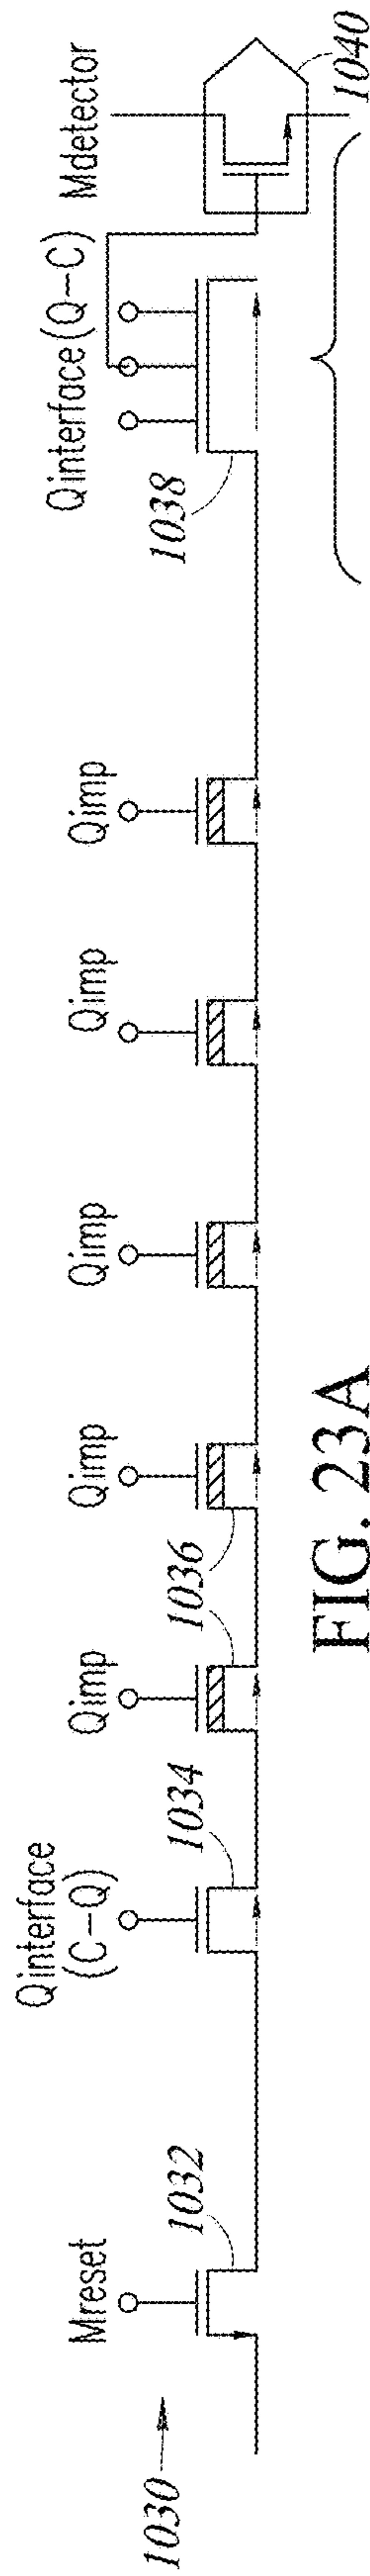 Mreset
Qinterface
(C-Q)
Qimp
Qimp
Qimp
Qimp
Qimp
Qinterface(Q-C)
Mdetector
1030
1032
1034
1036
1038
1040
FIG. 23A